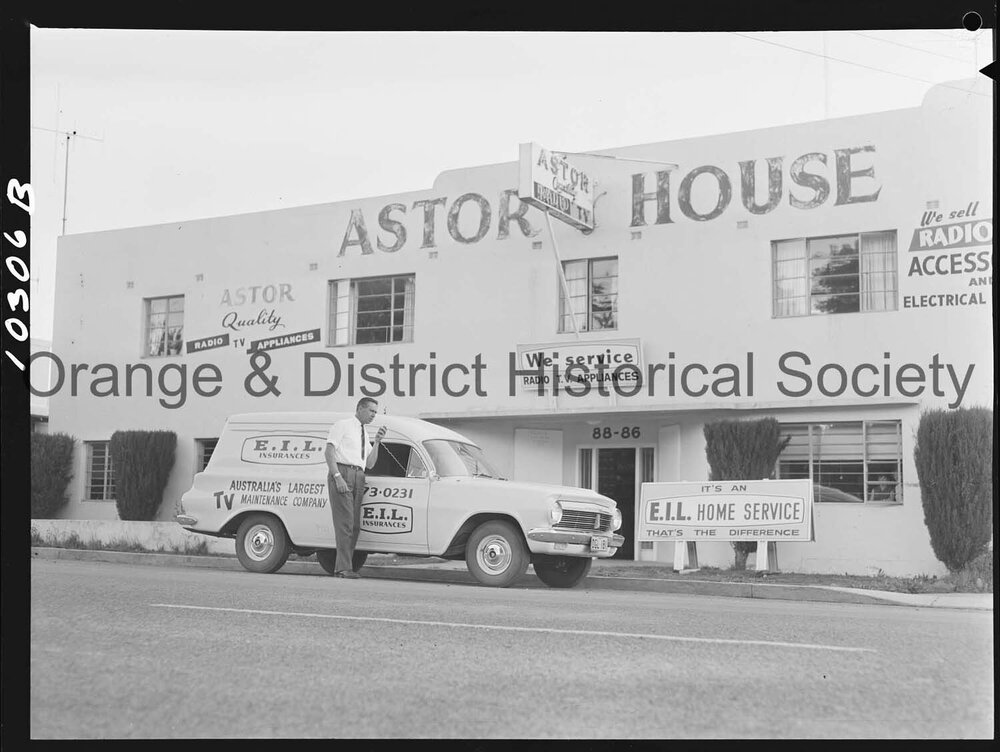 10306 B
ASTOR HOUSE
ASTOR
Quality
RADIO TV
We sell
RADIO
ACCESS
AND
ELECTRICAL
ASTOR
Quality
RADIO TV APPLIANCES
We service
RADIO T.V. APPLIANCES
Orange & District Historical Society
88-86
E.I.L.
INSURANCES
TV AUSTRALIA'S LARGEST
MAINTENANCE COMPANY
73·0231
E.I.L.
INSURANCES
E.I.L.
IT'S AN
E.I.L. HOME SERVICE
THAT'S THE DIFFERENCE